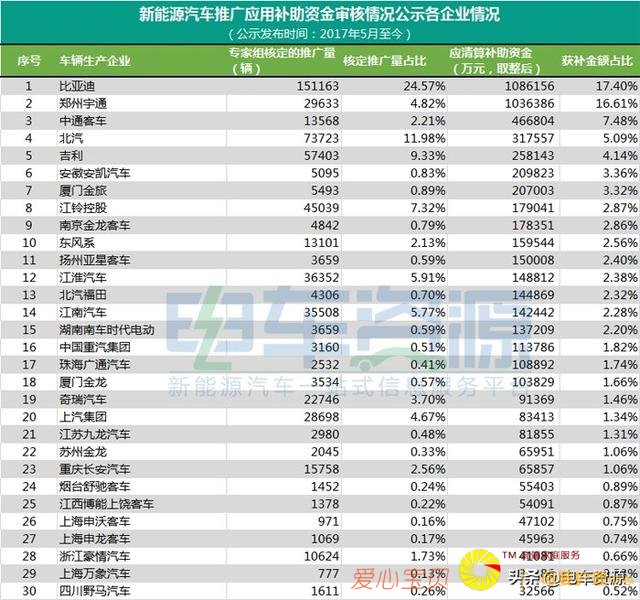 新能源汽车推广应用补助资金审核情况公示各企业情况
（公示发布时间：2017年5月至今）
序号 车辆生产企业 专家组核定的推广量（辆） 核定推广量占比 应清算补助资金（万元，取整后） 获补金额占比
1 比亚迪 151163 24.57% 1086156 17.40%
2 郑州宇通 29633 4.82% 1036386 16.61%
3 中通客车 13568 2.21% 466804 7.48%
4 北汽 73723 11.98% 317557 5.09%
5 吉利 57403 9.33% 258143 4.14%
6 安徽安凯汽车 5095 0.83% 209823 3.36%
7 厦门金旅 5493 0.89% 207003 3.32%
8 江铃控股 45039 7.32% 179041 2.87%
9 南京金龙客车 4842 0.79% 178351 2.86%
10 东风系 13101 2.13% 159544 2.56%
11 扬州亚星客车 3659 0.59% 150008 2.40%
12 江淮汽车 36352 5.91% 148812 2.38%
13 北汽福田 4306 0.70% 144869 2.32%
14 江南汽车 35508 5.77% 142442 2.28%
15 湖南南车时代电动 3659 0.59% 137209 2.20%
16 中国重汽集团 3160 0.51% 113786 1.82%
17 珠海广通汽车 2532 0.41% 108892 1.74%
18 厦门金龙 3534 0.57% 103829 1.66%
19 奇瑞汽车 22746 3.70% 91369 1.46%
20 上汽集团 28698 4.67% 83413 1.34%
21 江苏九龙汽车 2980 0.48% 81855 1.31%
22 苏州金龙 2045 0.33% 65951 1.06%
23 重庆长安汽车 15758 2.56% 65857 1.06%
24 烟台舒驰客车 1452 0.24% 55403 0.89%
25 江西博能上饶客车 1378 0.22% 54091 0.87%
26 上海申沃客车 971 0.16% 47102 0.75%
27 上海申龙客车 1069 0.17% 45963 0.74%
28 浙江豪情汽车 10624 1.73% 41081 0.66%
29 上海万象汽车 777 0.13%
30 四川野马汽车 1611 0.26% 32566 0.52%
电车资源
新能源汽车一站式信息服务平台
爱心宝贝
TM
家庭服务
头条@电车资源